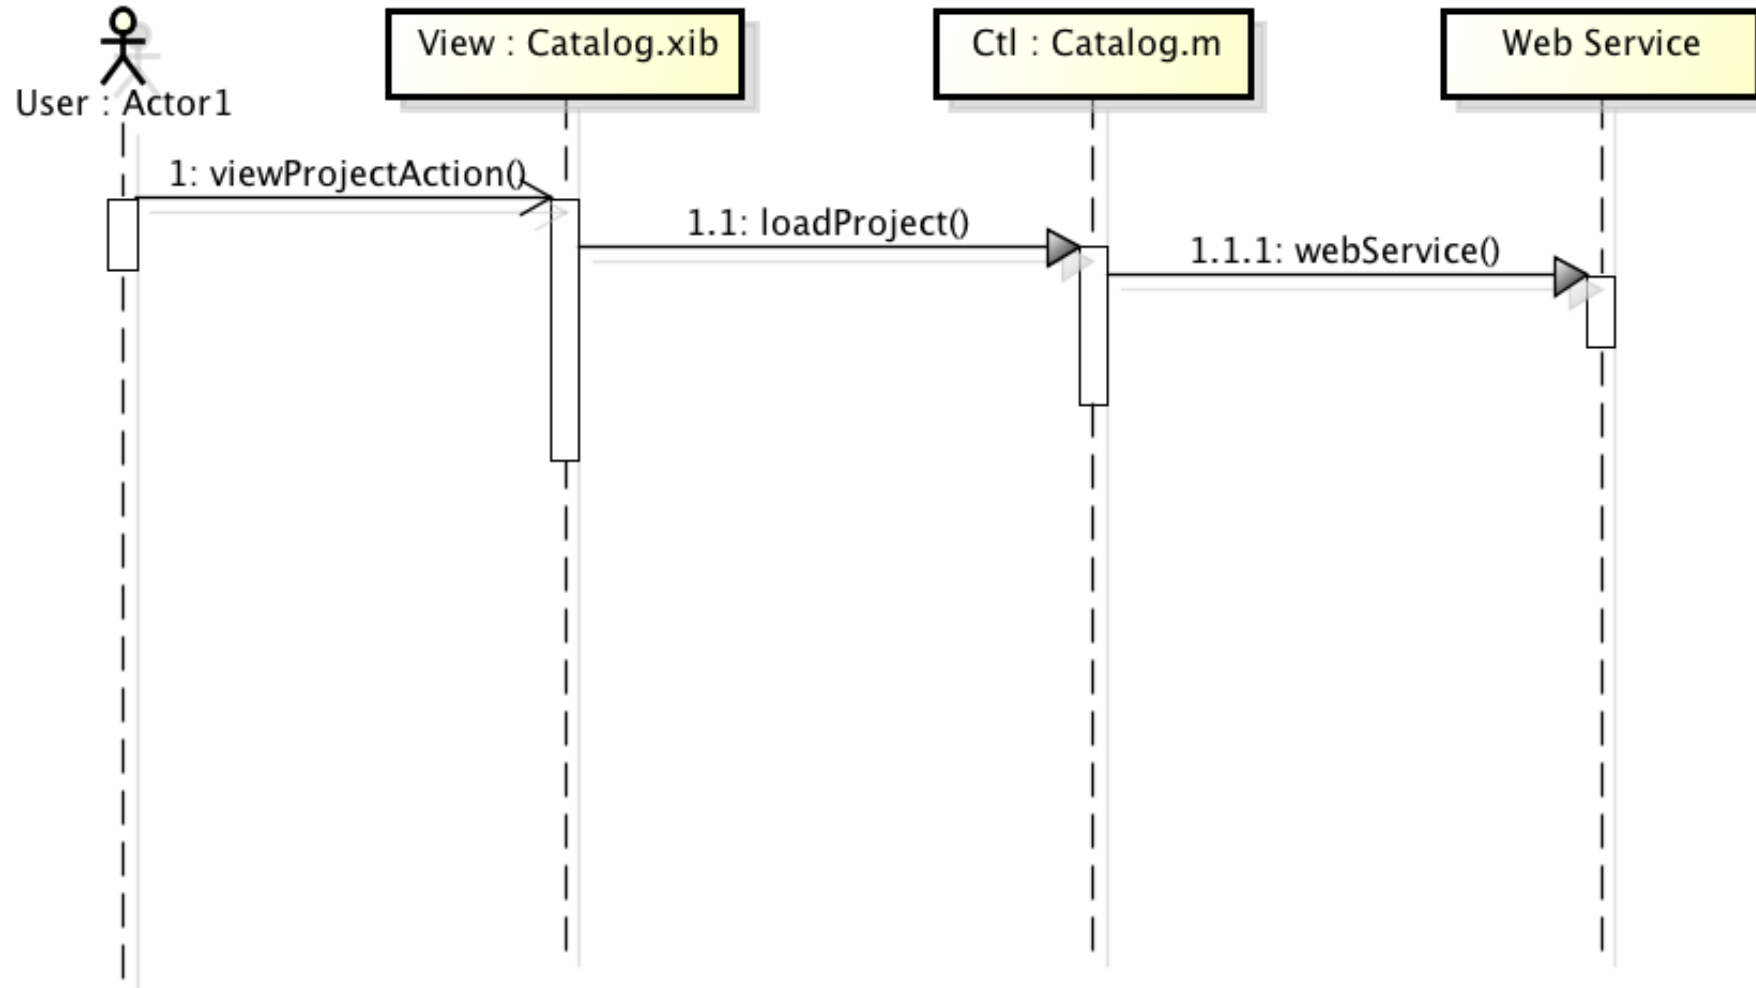 View : Catalog.xib
Ctl : Catalog.m
Web Service
User : Actor1
1: viewProjectAction()
1.1: loadProject()
1.1.1: webService()